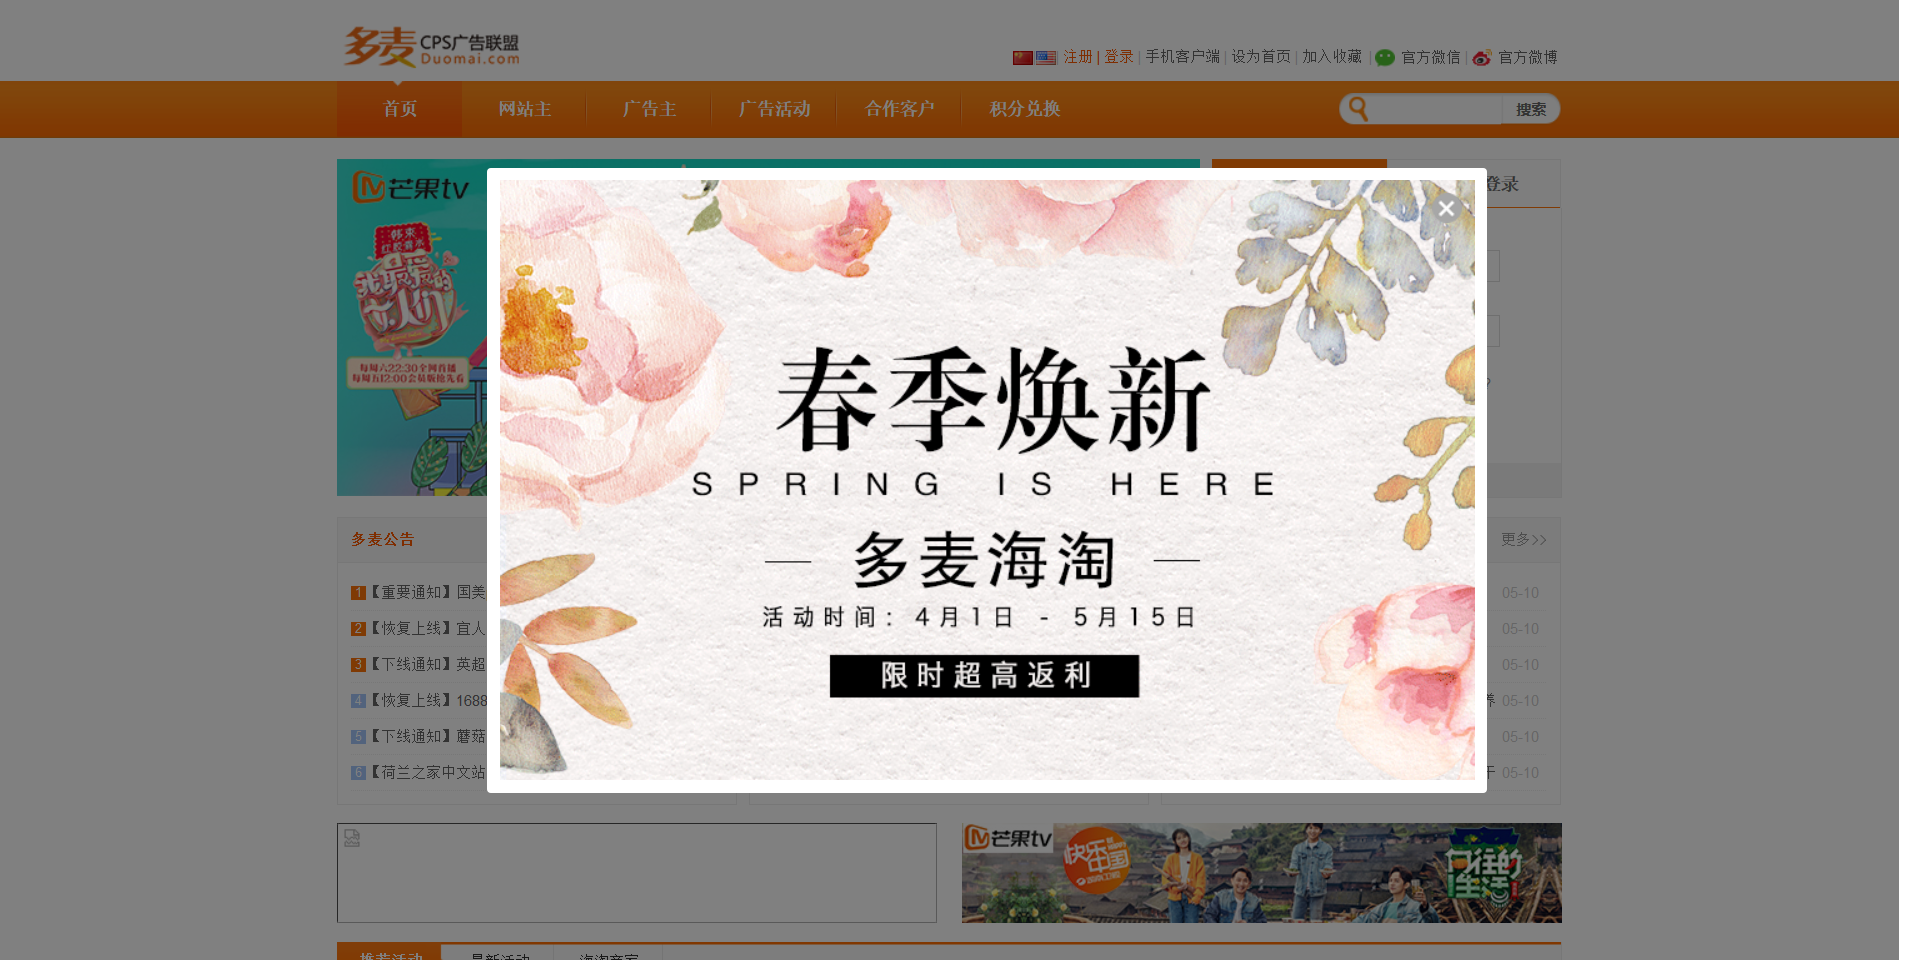 多麦 CPS广告联盟
Duomai.com
注册 | 登录 | 手机客户端 | 设为首页 | 加入收藏 | 官方微信 | 官方微博
首页 网站主 广告主 广告活动 合作客户 积分兑换 搜索
芒果tv
登录
韩束
每周六22:30全网首播
每周五12:00会员版抢先看
春季焕新
SPRING IS HERE
多麦海淘
活动时间: 4月1日 - 5月15日
限时超高返利
多麦公告 更多>>
1【重要通知】国美 05-10
2【恢复上线】宜人 05-10
3【下线通知】英超 05-10
4【恢复上线】1688 养 05-10
5【下线通知】蘑菇 05-10
6【荷兰之家中文站 于 05-10
芒果tv 快乐中国 向往的生活
推荐活动 最新活动 海淘商家